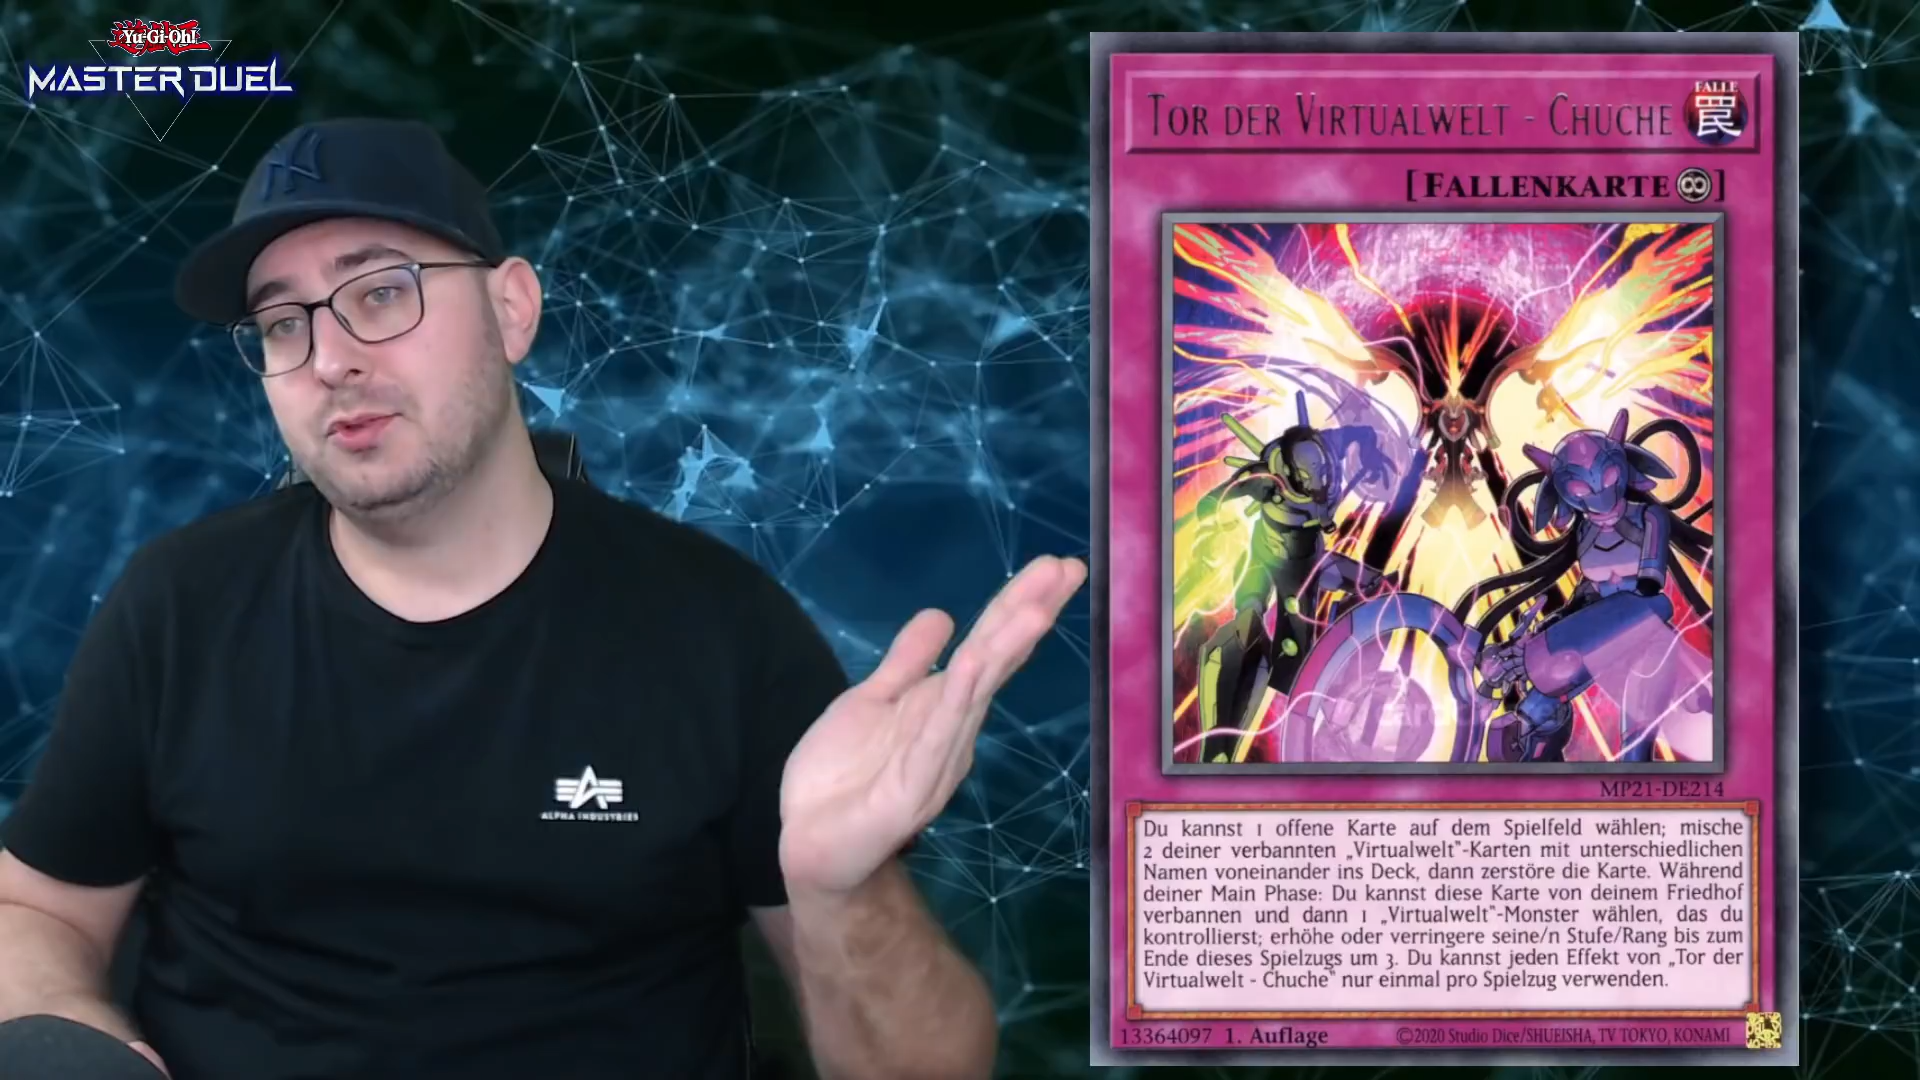 Yu-Gi-Oh!
MASTER DUEL
TOR DER VIRTUALWELT - CHUCHE
FALLE
罠
[FALLENKARTE∞]
NY
ALPHA INDUSTRIES
MP21-DE214
Du kannst 1 offene Karte auf dem Spielfeld wählen; mische
2 deiner verbannten „Virtualwelt"-Karten mit unterschiedlichen
Namen voneinander ins Deck, dann zerstöre die Karte. Während
deiner Main Phase: Du kannst diese Karte von deinem Friedhof
verbannen und dann 1 „Virtualwelt"-Monster wählen, das du
kontrollierst; erhöhe oder verringere seine/n Stufe/Rang bis zum
Ende dieses Spielzugs um 3. Du kannst jeden Effekt von „Tor der
Virtualwelt - Chuche" nur einmal pro Spielzug verwenden.
13364097 1. Auflage ©2020 Studio Dice/SHUEISHA, TV TOKYO, KONAMI